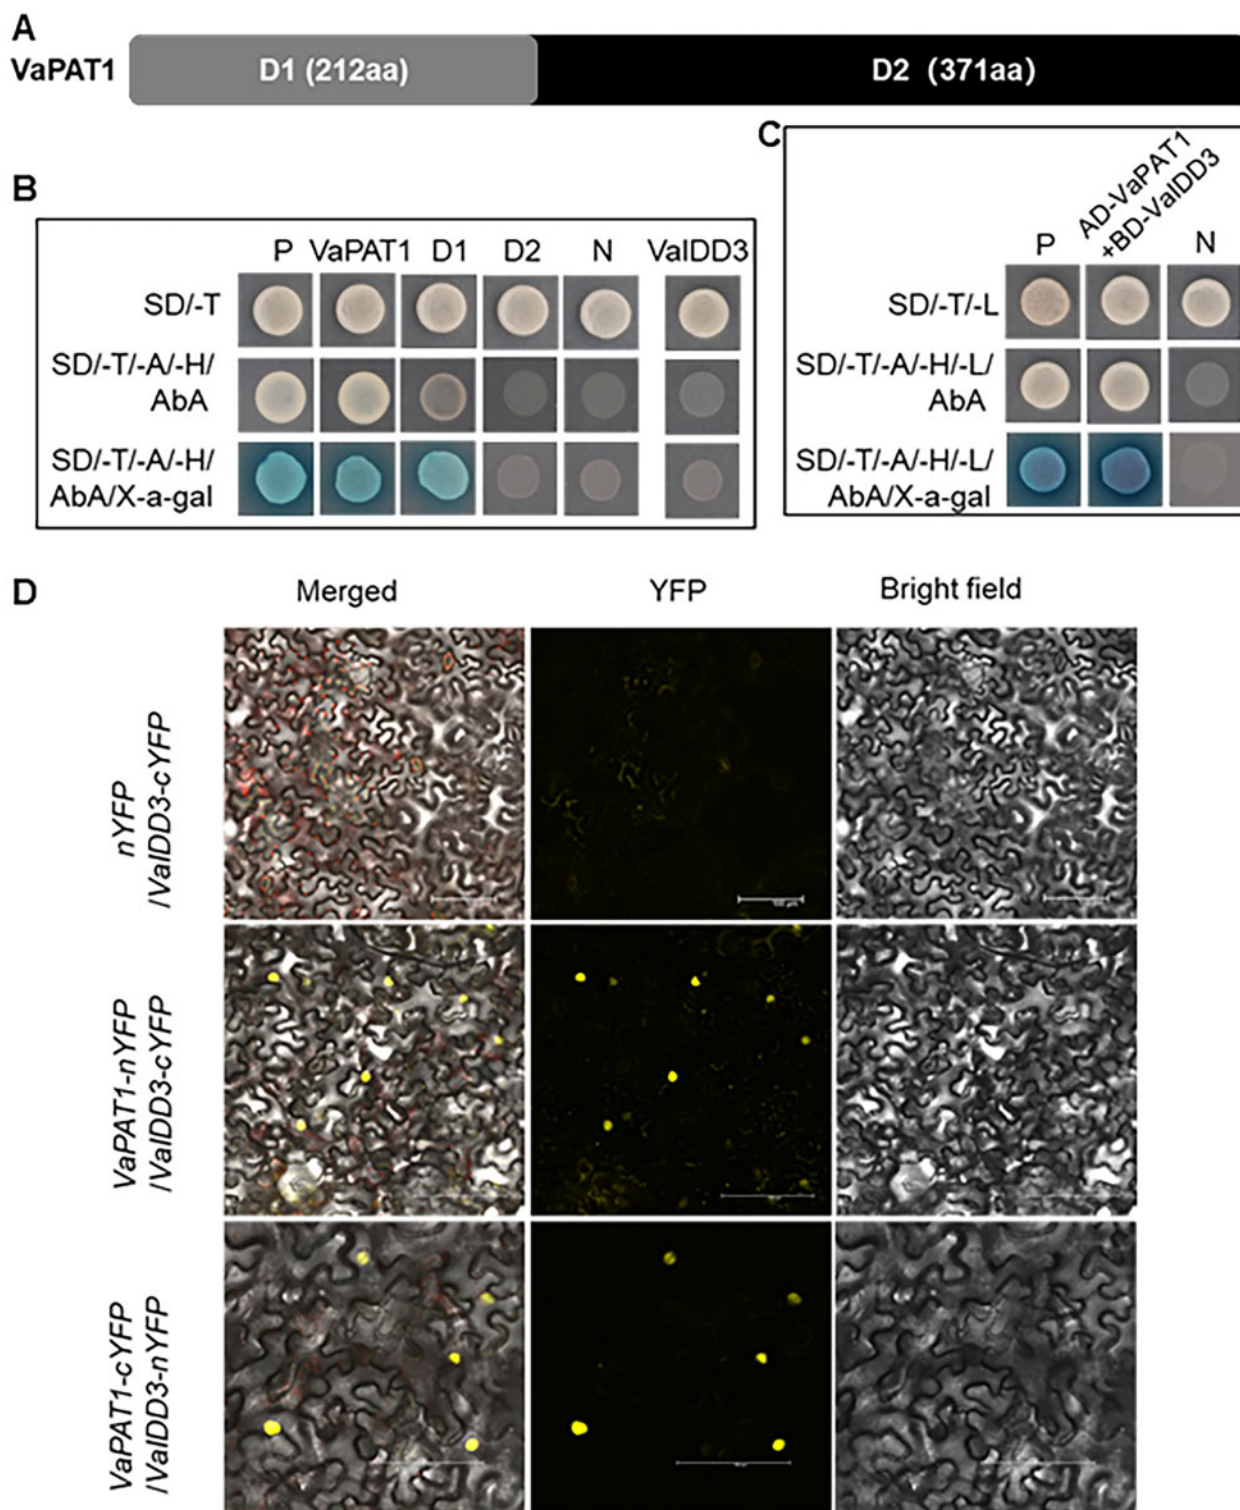 A
VaPAT1
D1 (212aa)
D2 (371aa)
B
P VaPAT1 D1 D2 N VaIDD3
SD/-T
SD/-T/-A/-H/
AbA
SD/-T/-A/-H/
AbA/X-a-gal
C
P
AD-VaPAT1
+BD-VaIDD3
N
SD/-T/-L
SD/-T/-A/-H/-L/
AbA
SD/-T/-A/-H/-L/
AbA/X-a-gal
D
Merged YFP Bright field
nYFP
/VaIDD3-cYFP
VaPAT1-nYFP
/VaIDD3-cYFP
VaPAT1-cYFP
/VaIDD3-nYFP